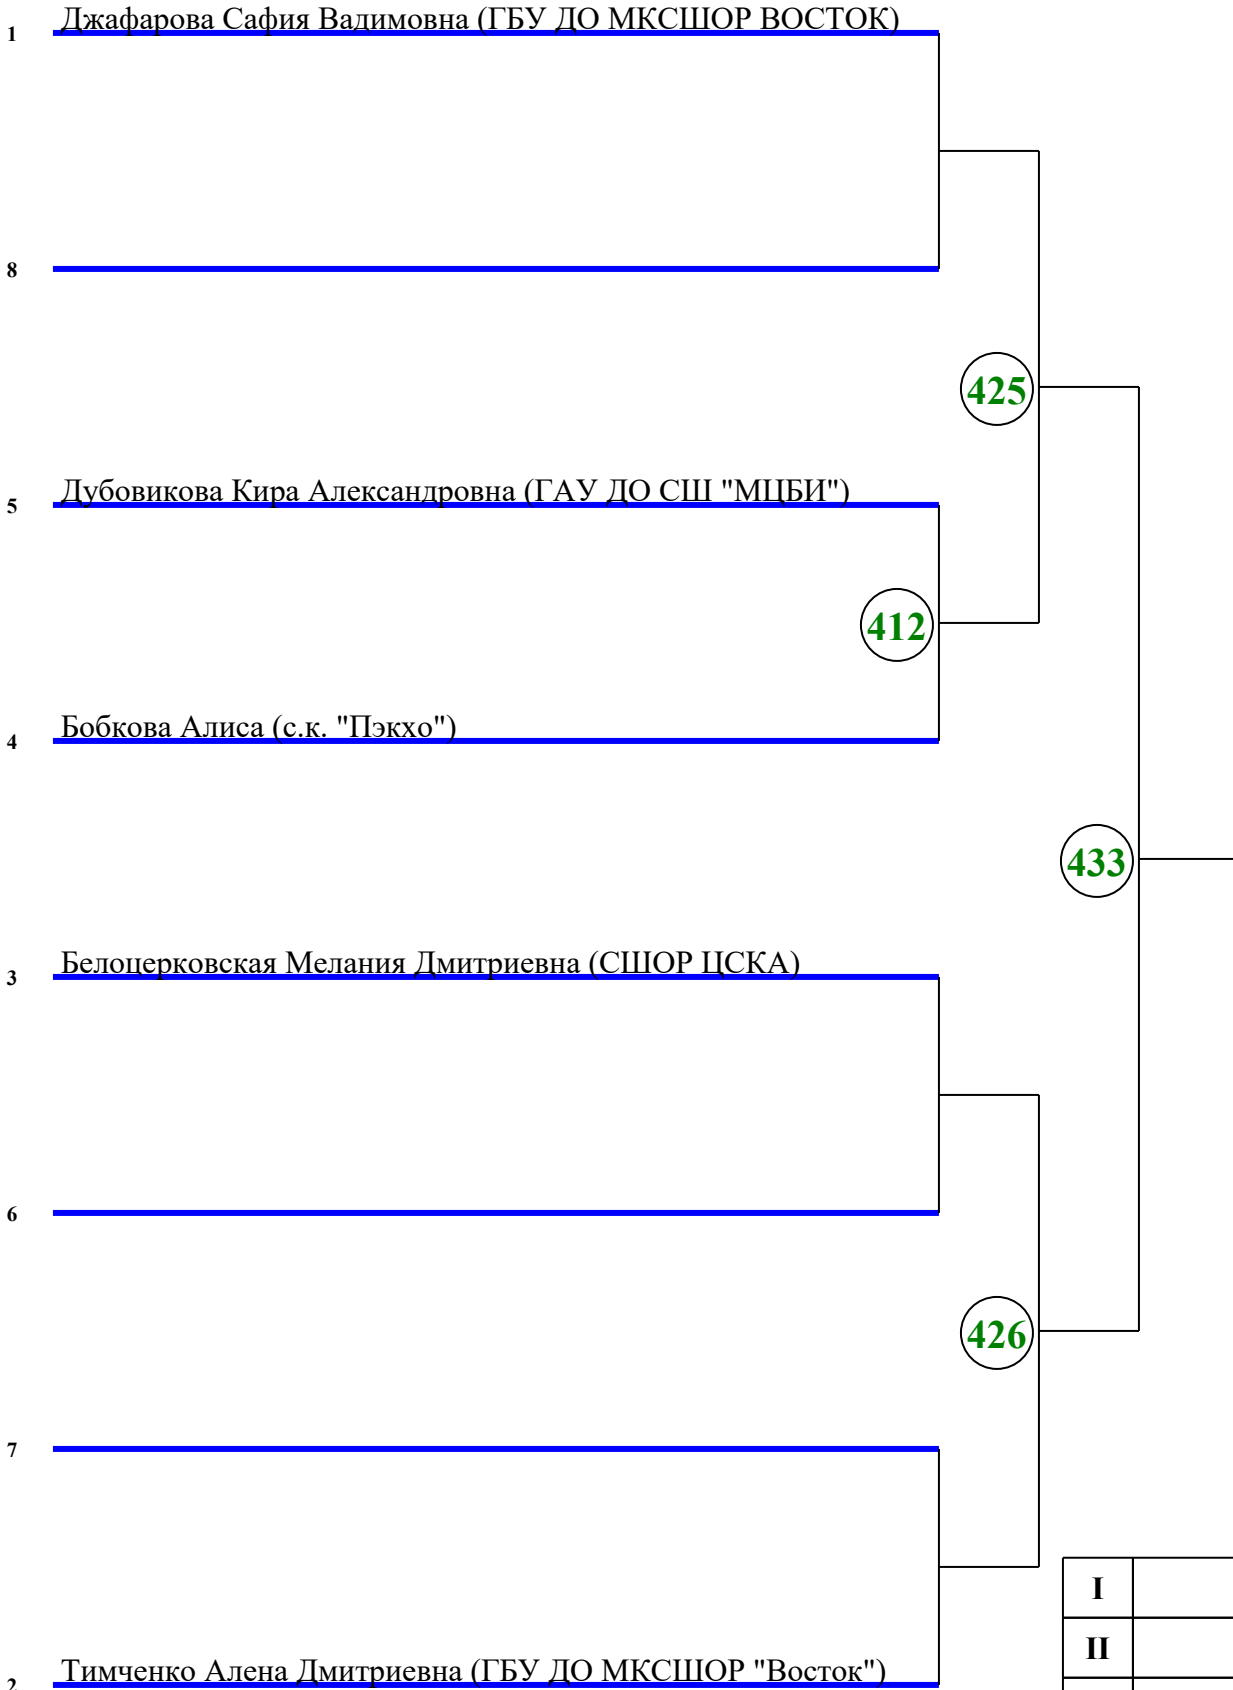 1 Джафарова Сафия Вадимовна (ГБУ ДО МКСШОР ВОСТОК)
8
425
5 Дубовикова Кира Александровна (ГАУ ДО СШ "МЦБИ")
412
4 Бобкова Алиса (с.к. "Пэкхо")
433
3 Белоцерковская Мелания Дмитриевна (СШОР ЦСКА)
6
426
7
I
II
2 Тимченко Алена Дмитриевна (ГБУ ДО МКСШОР "Восток")